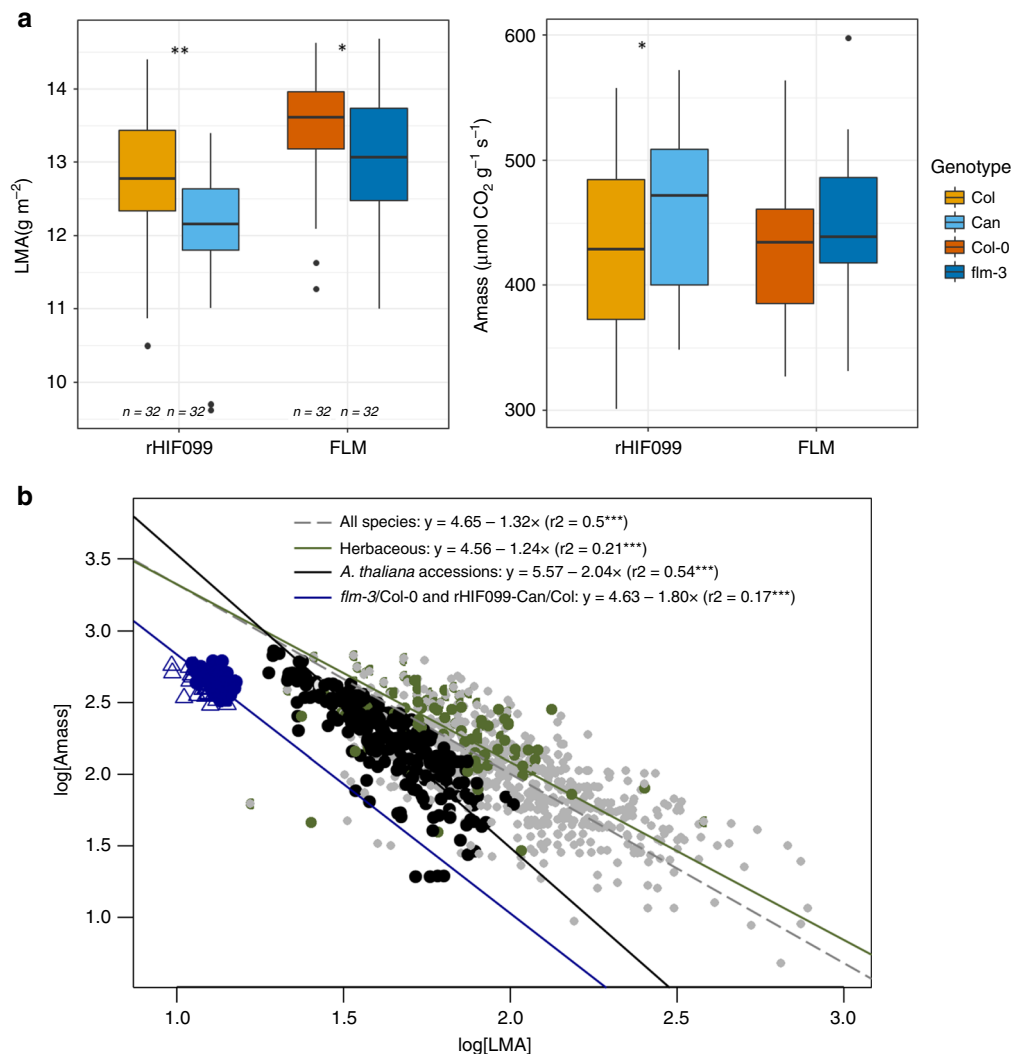 a
LMA(g m⁻²)
14
13
12
11
10
**
*
n = 32 n = 32
n = 32 n = 32
rHIF099
FLM
Amass (μmol CO₂ g⁻¹ s⁻¹)
600
500
400
300
*
rHIF099
FLM
Genotype
Col
Can
Col-0
flm-3
b
All species: y = 4.65 – 1.32× (r2 = 0.5***)
Herbaceous: y = 4.56 – 1.24× (r2 = 0.21***)
A. thaliana accessions: y = 5.57 – 2.04× (r2 = 0.54***)
flm-3/Col-0 and rHIF099-Can/Col: y = 4.63 – 1.80× (r2 = 0.17***)
log[Amass]
3.5
3.0
2.5
2.0
1.5
1.0
1.0
1.5
2.0
2.5
3.0
log[LMA]